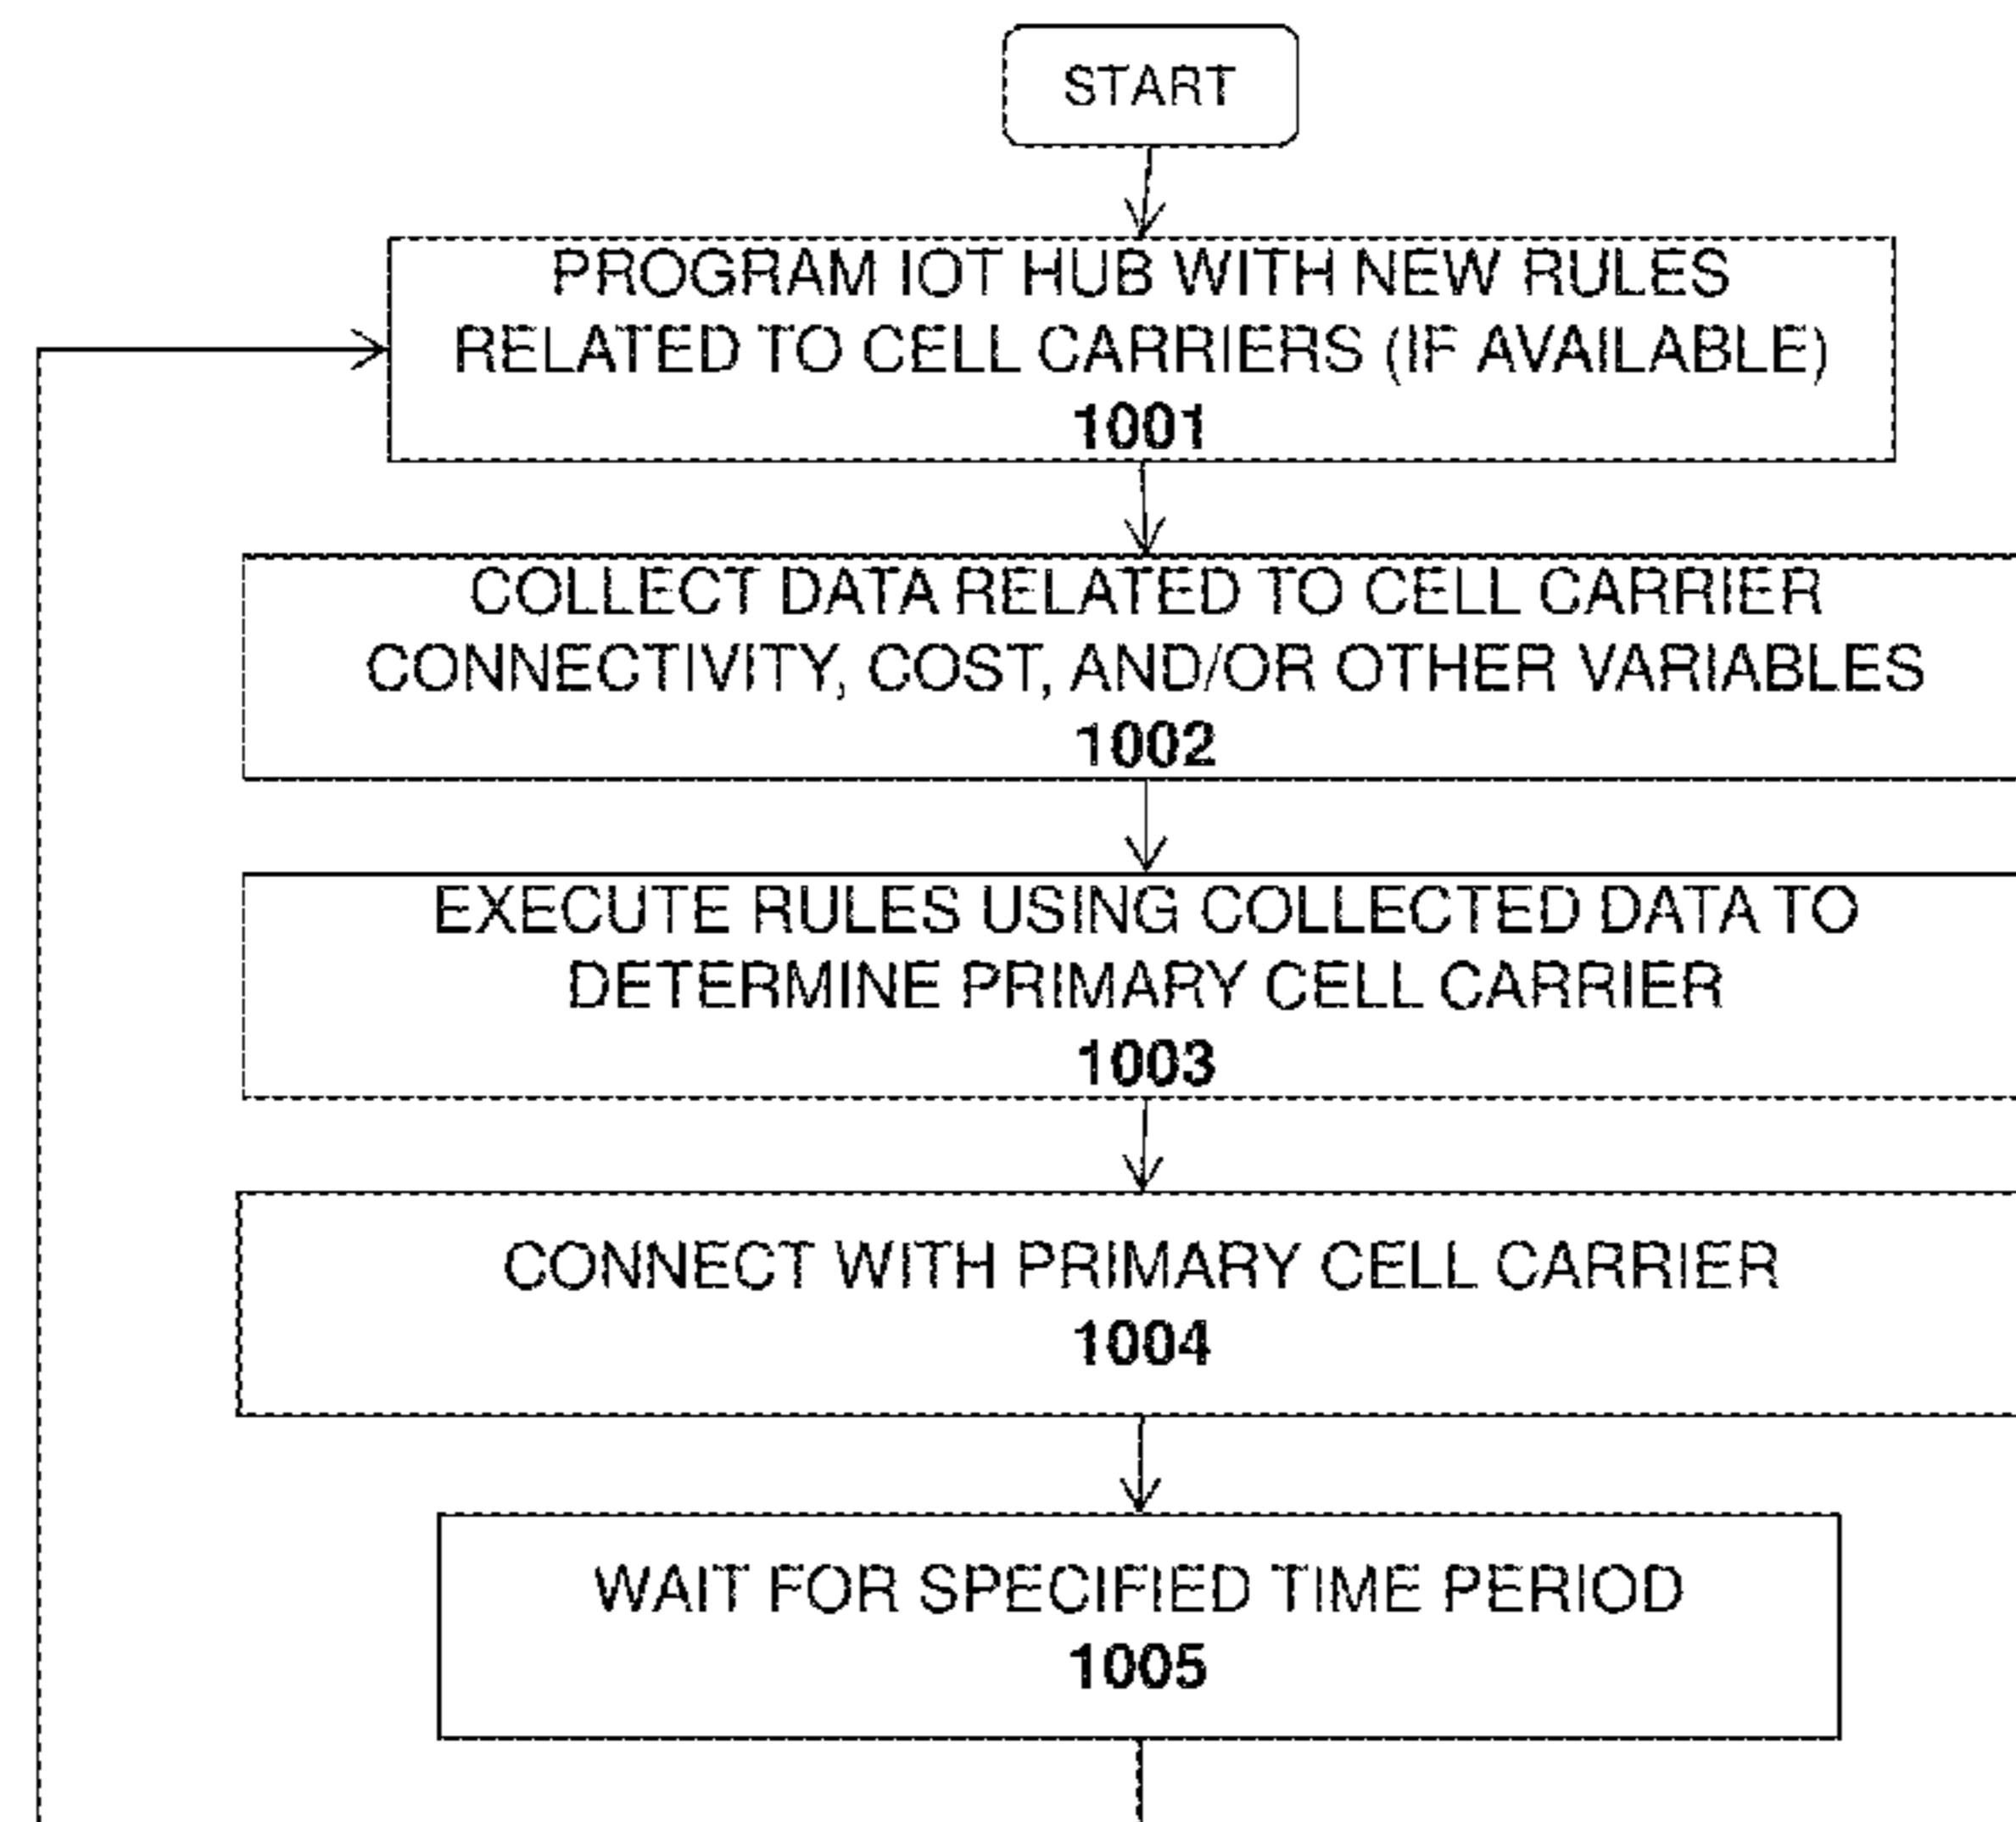 START
PROGRAM IOT HUB WITH NEW RULES
RELATED TO CELL CARRIERS (IF AVAILABLE)
1001
COLLECT DATA RELATED TO CELL CARRIER
CONNECTIVITY, COST, AND/OR OTHER VARIABLES
1002
EXECUTE RULES USING COLLECTED DATA TO
DETERMINE PRIMARY CELL CARRIER
1003
CONNECT WITH PRIMARY CELL CARRIER
1004
WAIT FOR SPECIFIED TIME PERIOD
1005